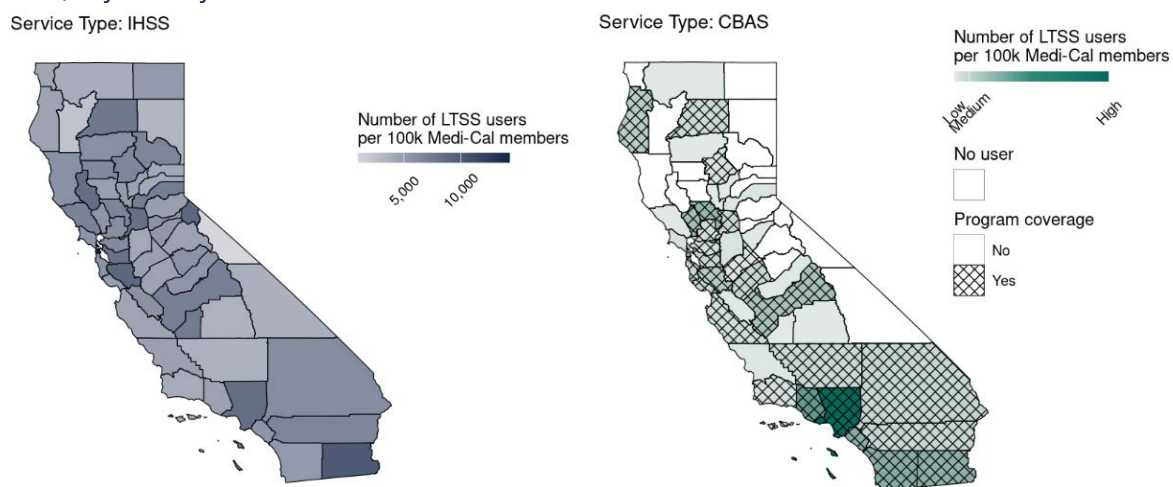 Service Type: IHSS
Number of LTSS users
per 100k Medi-Cal members
5,000
10,000
Service Type: CBAS
Number of LTSS users
per 100k Medi-Cal members
Low
Medium
High
No user
Program coverage
No
Yes